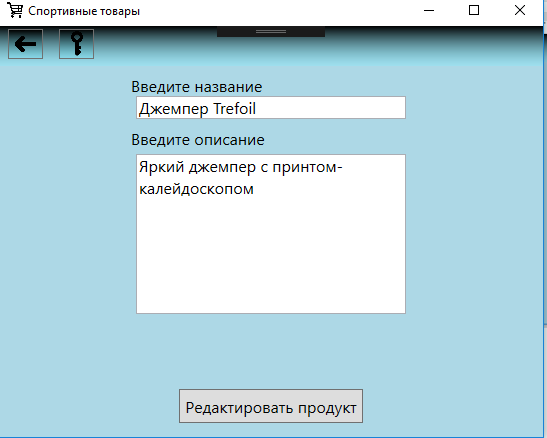 Спортивные товары
Введите название
Джемпер Trefoil
Введите описание
Яркий джемпер с принтом-
калейдоскопом
Редактировать продукт